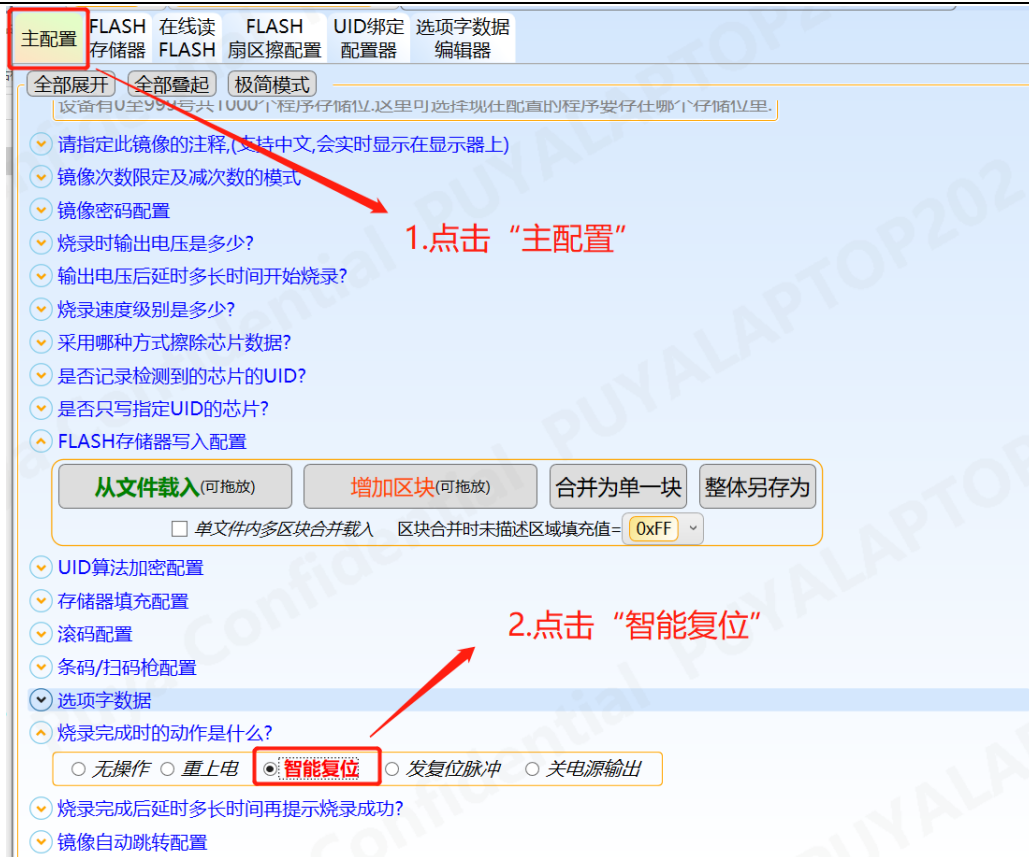 主配置
FLASH
存储器
在线读
FLASH
FLASH
扇区擦配置
UID绑定
配置器
选项字数据
编辑器
全部展开 全部叠起 极简模式
设备有0至999号共1000个程序存储位.这里可选择现在配置的程序要存在哪个存储位里.
请指定此镜像的注释,(支持中文,会实时显示在显示器上)
镜像次数限定及减次数的模式
镜像密码配置
1.点击“主配置”
烧录时输出电压是多少?
输出电压后延时多长时间开始烧录?
烧录速度级别是多少?
采用哪种方式擦除芯片数据?
是否记录检测到的芯片的UID?
是否只写指定UID的芯片?
FLASH存储器写入配置
从文件载入(可拖放) 增加区块(可拖放) 合并为单一块 整体另存为
单文件内多区块合并载入 区块合并时未描述区域填充值= 0xFF
UID算法加密配置
存储器填充配置
2.点击“智能复位”
滚码配置
条码/扫码枪配置
选项字数据
烧录完成时的动作是什么?
无操作 重上电 智能复位 发复位脉冲 关电源输出
烧录完成后延时多长时间再提示烧录成功?
镜像自动跳转配置
Confidential PUYALAPTOP202